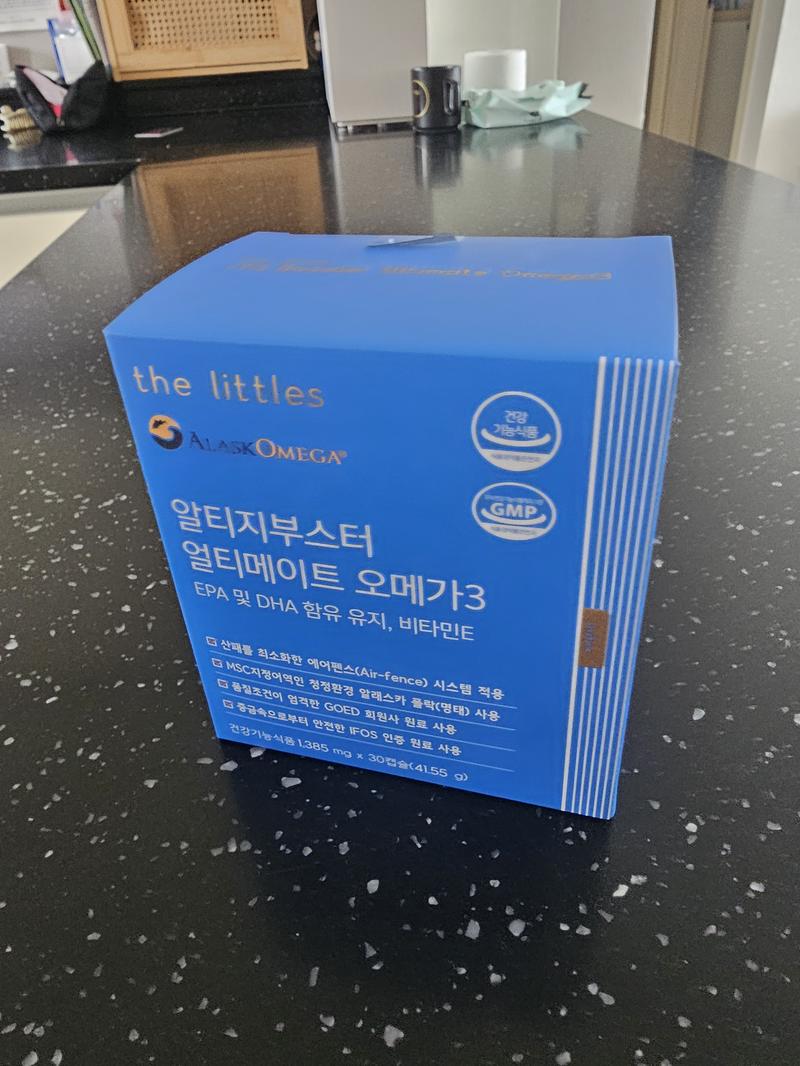 Ultimate Omega3
the littles
ALASKOMEGA®
건강
기능식품
GMP
알티지부스터
얼티메이트 오메가3
EPA 및 DHA 함유 유지, 비타민E
산패를 최소화한 에어펜스(Air-fence) 시스템 적용
MSC지정어역인 청정환경 알래스카 폴락(명태) 사용
품질조건이 엄격한 GOED 회원사 원료 사용
중금속으로부터 안전한 IFOS 인증 원료 사용
건강기능식품 1,385 mg x 30캡슐(41.55 g)